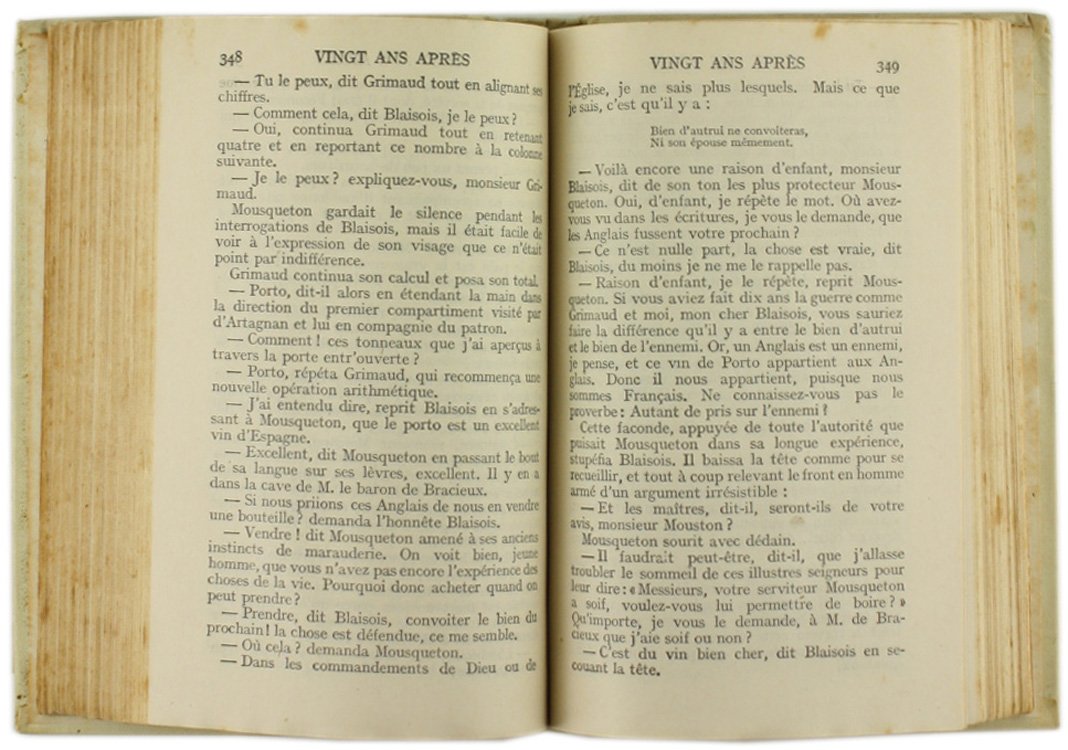 348 VINGT ANS APRÈS
— Tu le peux, dit Grimaud tout en alignant ses
chiffres.
— Comment cela, dit Blaisois, je le peux ?
— Oui, continua Grimaud tout en retenant
quatre et en reportant ce nombre à la colonne
suivante.
— Je le peux ? expliquez-vous, monsieur Gri-
maud.
Mousqueton gardait le silence pendant les
interrogations de Blaisois, mais il était facile de
voir à l'expression de son visage que ce n'était
point par indifférence.
Grimaud continua son calcul et posa son total.
— Porto, dit-il alors en étendant la main dans
la direction du premier compartiment visité par
d'Artagnan et lui en compagnie du patron.
— Comment ! ces tonneaux que j'ai aperçus à
travers la porte entr'ouverte ?
— Porto, répéta Grimaud, qui recommença une
nouvelle opération arithmétique.
— J'ai entendu dire, reprit Blaisois en s'adres-
sant à Mousqueton, que le porto est un excellent
vin d'Espagne.
— Excellent, dit Mousqueton en passant le bout
de sa langue sur ses lèvres, excellent. Il y en a
dans la cave de M. le baron de Bracieux.
— Si nous priions ces Anglais de nous en vendre
une bouteille ? demanda l'honnête Blaisois.
— Vendre ! dit Mousqueton amené à ses anciens
instincts de marauderie. On voit bien, jeune
homme, que vous n'avez pas encore l'expérience des
choses de la vie. Pourquoi donc acheter quand on
peut prendre ?
— Prendre, dit Blaisois, convoiter le bien du
prochain ! la chose est défendue, ce me semble.
— Où cela ? demanda Mousqueton.
— Dans les commandements de Dieu ou de
VINGT ANS APRÈS 349
l'Église, je ne sais plus lesquels. Mais ce que
je sais, c'est qu'il y a :
Bien d'autrui ne convoiteras,
Ni son épouse mêmement.
— Voilà encore une raison d'enfant, monsieur
Blaisois, dit de son ton les plus protecteur Mous-
queton. Oui, d'enfant, je répète le mot. Où avez-
vous vu dans les écritures, je vous le demande, que
les Anglais fussent votre prochain ?
— Ce n'est nulle part, la chose est vraie, dit
Blaisois, du moins je ne me le rappelle pas.
— Raison d'enfant, je le répète, reprit Mous-
queton. Si vous aviez fait dix ans la guerre comme
Grimaud et moi, mon cher Blaisois, vous sauriez
faire la différence qu'il y a entre le bien d'autrui
et le bien de l'ennemi. Or, un Anglais est un ennemi,
je pense, et ce vin de Porto appartient aux An-
glais. Donc il nous appartient, puisque nous
sommes Français. Ne connaissez-vous pas le
proverbe : Autant de pris sur l'ennemi ?
Cette faconde, appuyée de toute l'autorité que
puisait Mousqueton dans sa longue expérience,
stupéfia Blaisois. Il baissa la tête comme pour se
recueillir, et tout à coup relevant le front en homme
armé d'un argument irrésistible :
— Et les maîtres, dit-il, seront-ils de votre
avis, monsieur Mouston ?
Mousqueton sourit avec dédain.
— Il faudrait peut-être, dit-il, que j'allasse
troubler le sommeil de ces illustres seigneurs pour
leur dire : « Messieurs, votre serviteur Mousqueton
a soif, voulez-vous lui permettre de boire ? »
Qu'importe, je vous le demande, à M. de Bra-
cieux que j'aie soif ou non ?
— C'est du vin bien cher, dit Blaisois en se-
couant la tête.